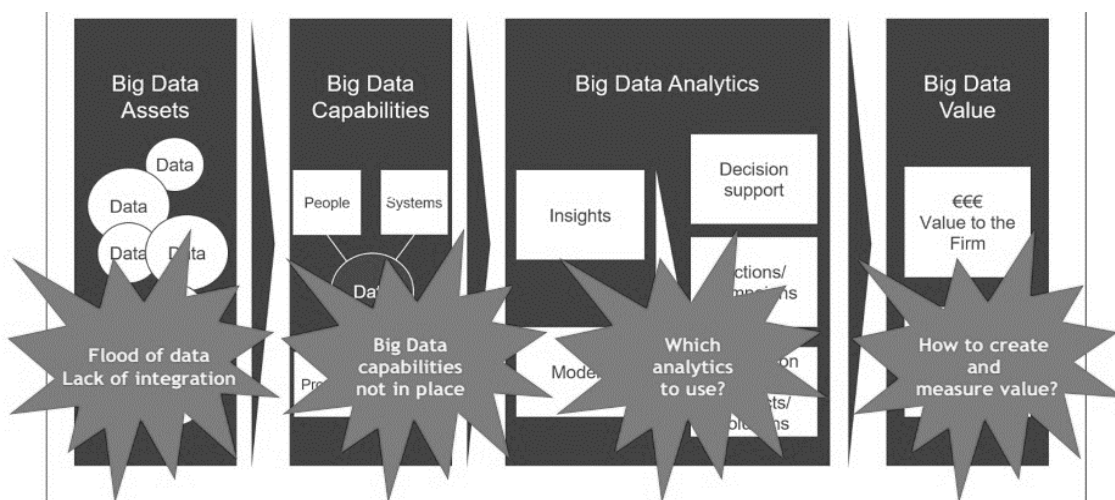 Big Data
Assets
Data
Data
Data
Data
Flood of data
Lack of integration
Big Data
Capabilities
People
Systems
Big Data
capabilities
not in place
Big Data Analytics
Insights
Decision
support
Which
analytics
to use?
Big Data
Value
€€€
Value to the
Firm
How to create
and
measure value?